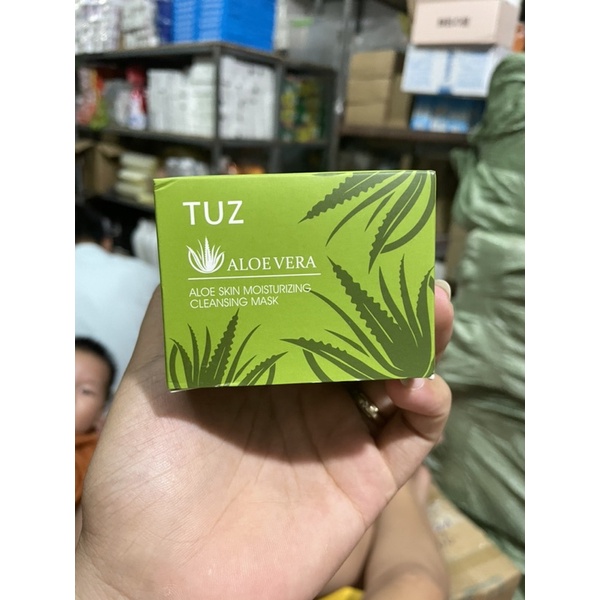 TUZ
ALOE VERA
ALOE SKIN MOISTURIZING
CLEANSING MASK